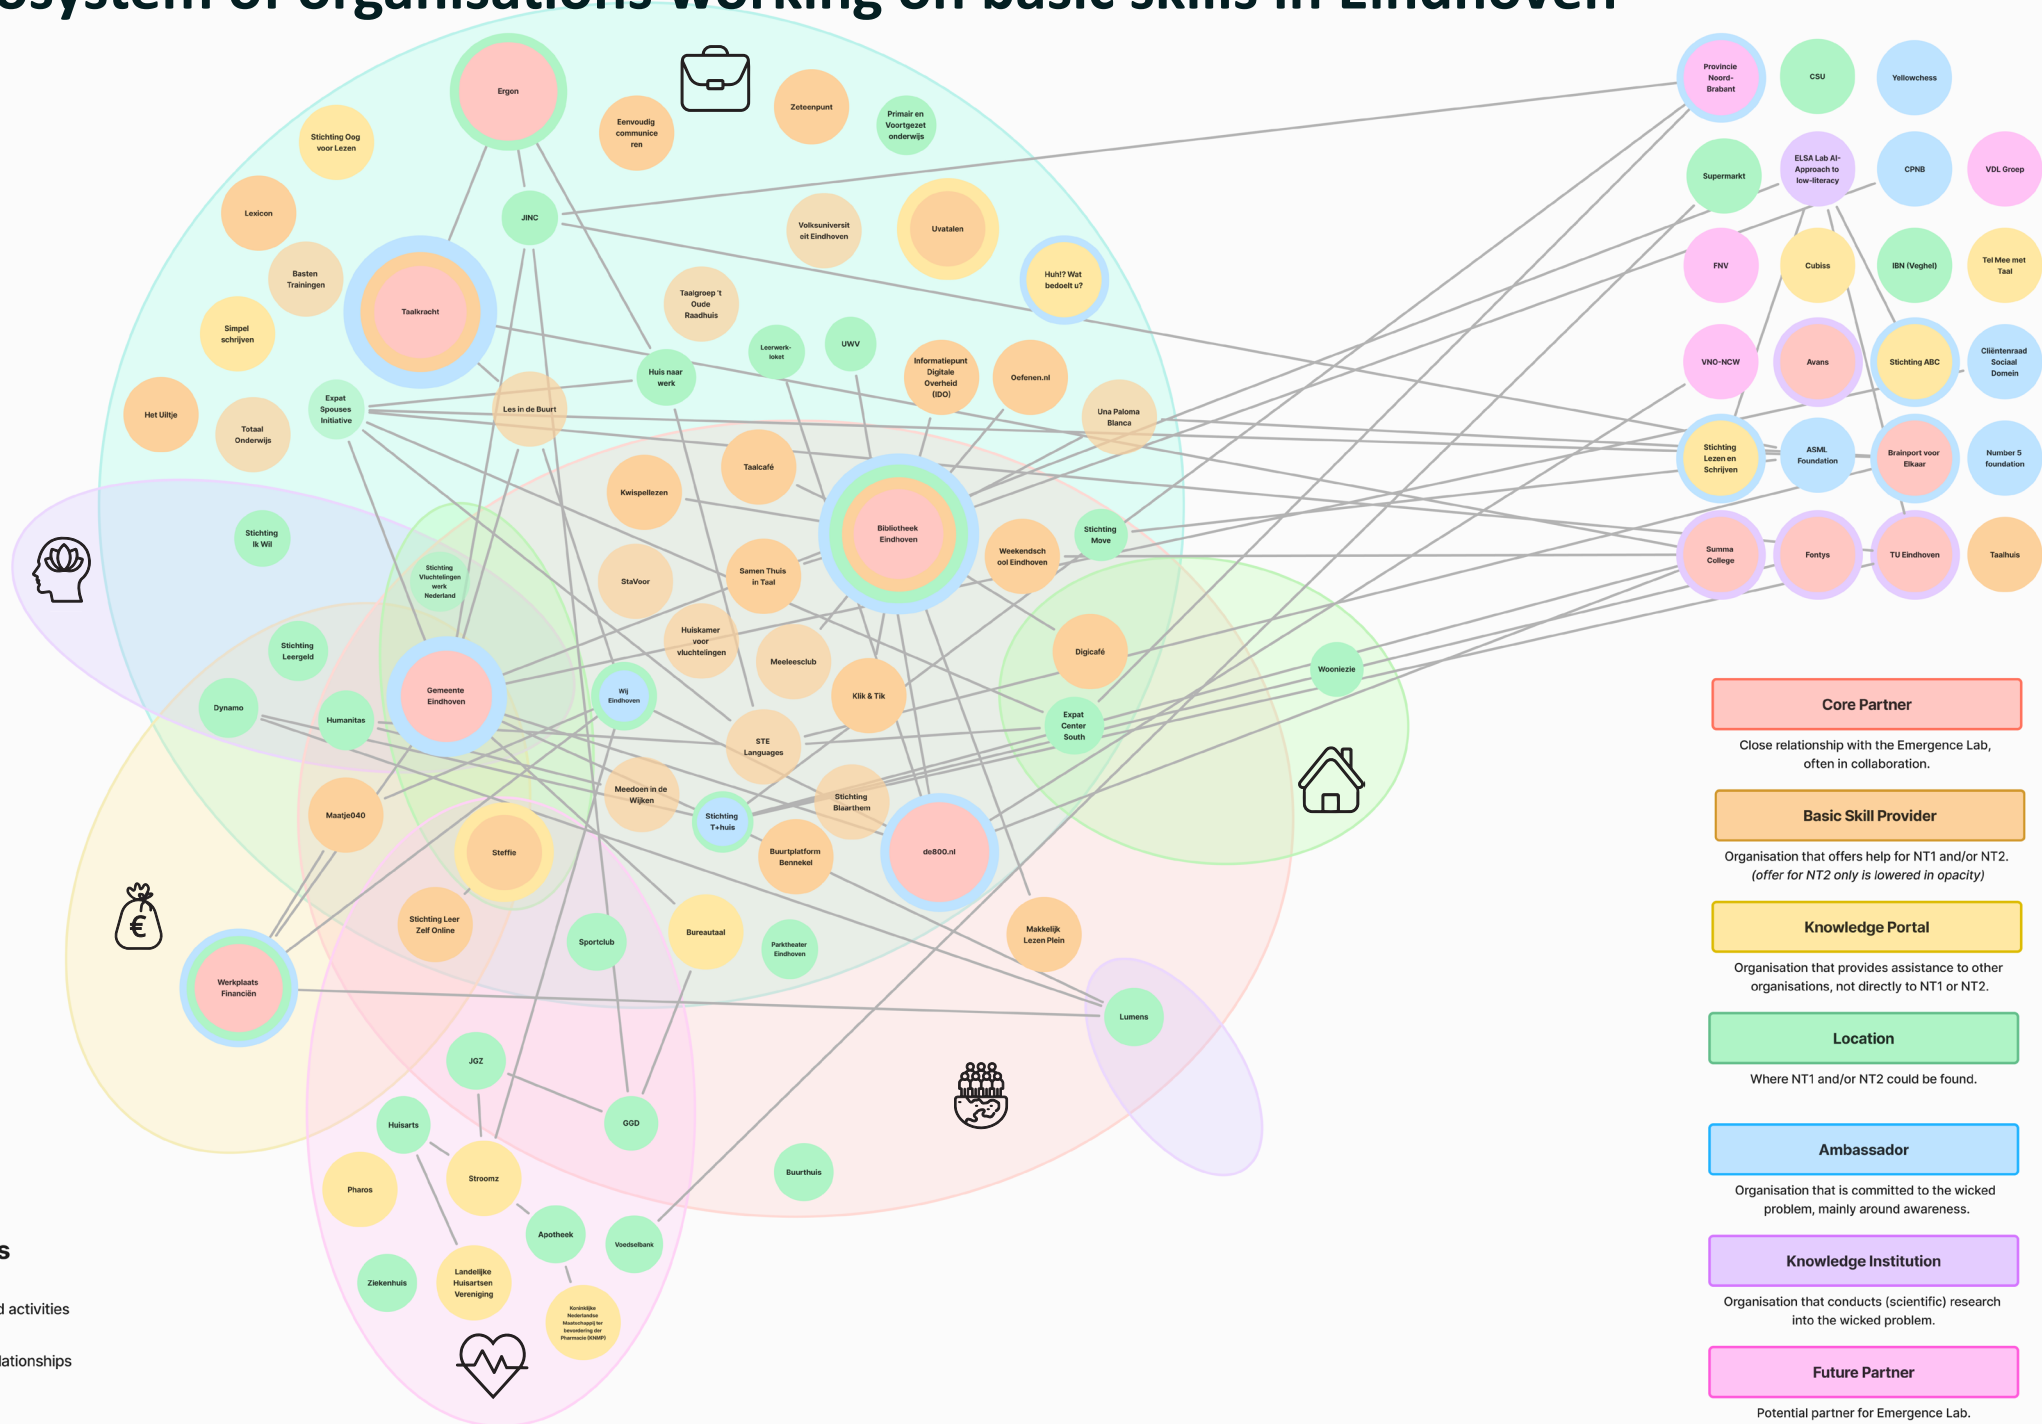 osystem of organisations working on basic skills in Eindhoven
Ergon
Stichting Oog
voor Lezen
Eenvoudig
communice
ren
Zeteenpunt
Primair en
Voortgezet
onderwijs
Lexicon
JINC
Volksuniversit
eit Eindhoven
Uvatalen
Huh!? Wat
bedoelt u?
Basten
Trainingen
Taalkracht
Taalgroep 't
Oude
Raadhuis
Simpel
schrijven
Leerwerk-
loket
UWV
Huis naar
werk
Informatiepunt
Digitale
Overheid
(IDO)
Oefenen.nl
Het Uiltje
Totaal
Onderwijs
Expat
Spouses
Initiative
Les in de Buurt
Una Paloma
Blanca
Taalcafé
Kwispellezen
Bibliotheek
Eindhoven
Stichting
Move
Weekendsch
ool Eindhoven
Stichting
Ik Wil
Stichting
Vluchtelingen
werk
Nederland
StaVoor
Samen Thuis
in Taal
Huiskamer
voor
vluchtelingen
Meeleesclub
Digicafé
Wooniezie
Stichting
Leergeld
Dynamo
Humanitas
Gemeente
Eindhoven
Wij
Eindhoven
Klik & Tik
Expat
Center
South
STE
Languages
Meedoen in de
Wijken
Stichting
T+huis
Stichting
Blaarthem
Maatje040
Steffie
Buurtplatform
Bennekel
de800.nl
Stichting Leer
Zelf Online
Sportclub
Bureautaal
Parktheater
Eindhoven
Makkelijk
Lezen Plein
€
Werkplaats
Financiën
Lumens
JGZ
Huisarts
GGD
Stroomz
Pharos
Buurthuis
Apotheek
Voedselbank
Ziekenhuis
Landelijke
Huisartsen
Vereniging
Koninklijke
Nederlandse
Maatschappij ter
bevordering der
Pharmacie (KNMP)
Provincie
Noord-
Brabant
CSU
Yellowchess
Supermarkt
ELSA Lab AI-
Approach to
low-literacy
CPNB
VDL Groep
FNV
Cubiss
IBN (Veghel)
Tel Mee met
Taal
VNO-NCW
Avans
Stichting ABC
Cliëntenraad
Sociaal
Domein
Stichting
Lezen en
Schrijven
ASML
Foundation
Brainport voor
Elkaar
Number 5
foundation
Summa
College
Fontys
TU Eindhoven
Taalhuis
Core Partner
Close relationship with the Emergence Lab,
often in collaboration.
Basic Skill Provider
Organisation that offers help for NT1 and/or NT2.
(offer for NT2 only is lowered in opacity)
Knowledge Portal
Organisation that provides assistance to other
organisations, not directly to NT1 or NT2.
Location
Where NT1 and/or NT2 could be found.
Ambassador
Organisation that is committed to the wicked
problem, mainly around awareness.
Knowledge Institution
Organisation that conducts (scientific) research
into the wicked problem.
Future Partner
Potential partner for Emergence Lab.
s
d activities
lationships